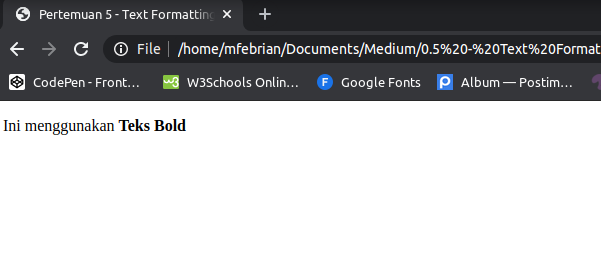 Pertemuan 5 - Text Formatting
File /home/mfebrian/Documents/Medium/0.5%20-%20Text%20Format
CodePen - Front… W3Schools Onlin… Google Fonts Album — Postim…
Ini menggunakan Teks Bold